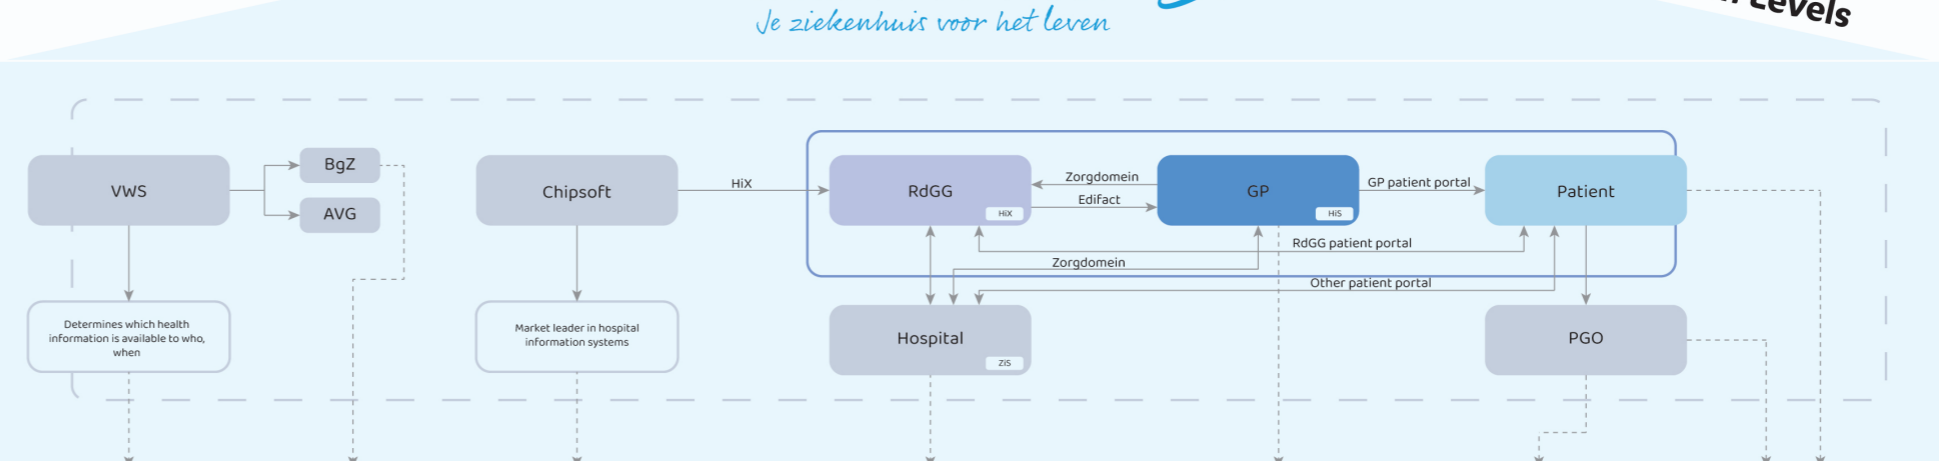 Je ziekenhuis voor het leven
Levels
VWS
BgZ
AVG
Chipsoft
HiX
RdGG
HiX
Zorgdomein
Edifact
GP
HiS
GP patient portal
Patient
RdGG patient portal
Zorgdomein
Other patient portal
Determines which health
information is available to who,
when
Market leader in hospital
information systems
Hospital
ZiS
PGO